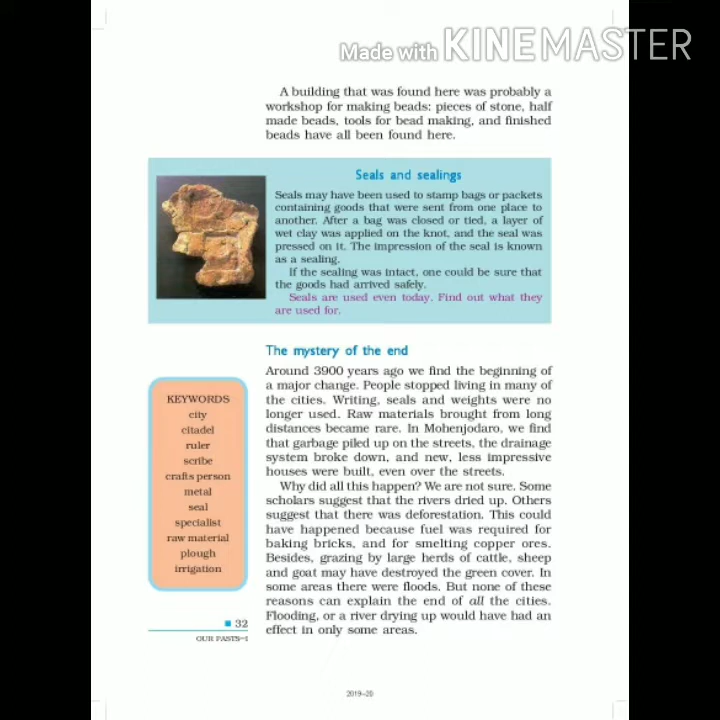 Made with KINEMASTER
A building that was found here was probably a
workshop for making beads: pieces of stone, half
made beads, tools for bead making, and finished
beads have all been found here.
Seals and sealings
Seals may have been used to stamp bags or packets
containing goods that were sent from one place to
another. After a bag was closed or tied, a layer of
wet clay was applied on the knot, and the seal was
pressed on it. The impression of the seal is known
as a sealing.
If the sealing was intact, one could be sure that
the goods had arrived safely.
Seals are used even today. Find out what they
are used for.
The mystery of the end
Around 3900 years ago we find the beginning of
a major change. People stopped living in many of
the cities. Writing, seals and weights were no
longer used. Raw materials brought from long
distances became rare. In Mohenjodaro, we find
that garbage piled up on the streets, the drainage
system broke down, and new, less impressive
houses were built, even over the streets.
Why did all this happen? We are not sure. Some
scholars suggest that the rivers dried up. Others
suggest that there was deforestation. This could
have happened because fuel was required for
baking bricks, and for smelting copper ores.
Besides, grazing by large herds of cattle, sheep
and goat may have destroyed the green cover. In
some areas there were floods. But none of these
reasons can explain the end of all the cities.
Flooding, or a river drying up would have had an
effect in only some areas.
KEYWORDS
city
citadel
ruler
scribe
crafts person
metal
seal
specialist
raw material
plough
irrigation
32
OUR PASTS–I
2019–20